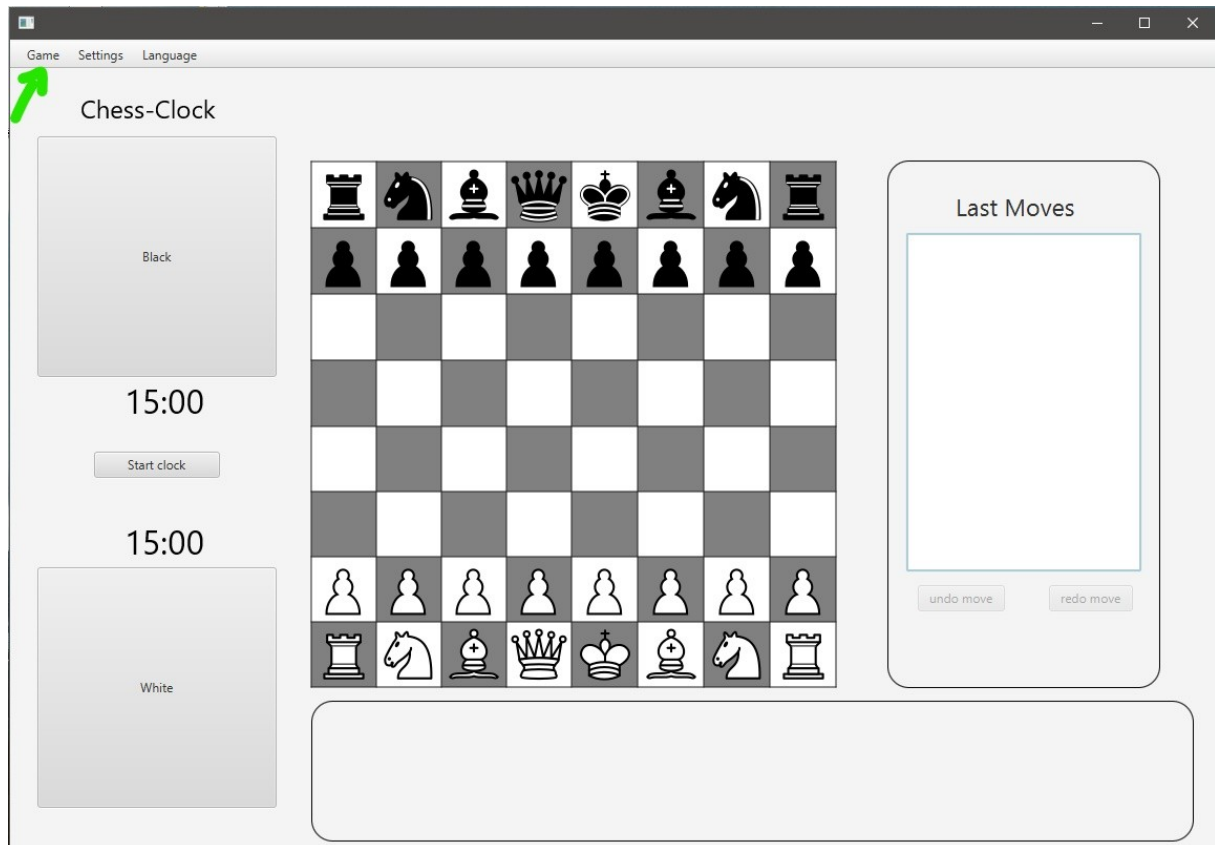 Game Settings Language
Chess-Clock
Black
15:00
Start clock
15:00
White
Last Moves
undo move redo move